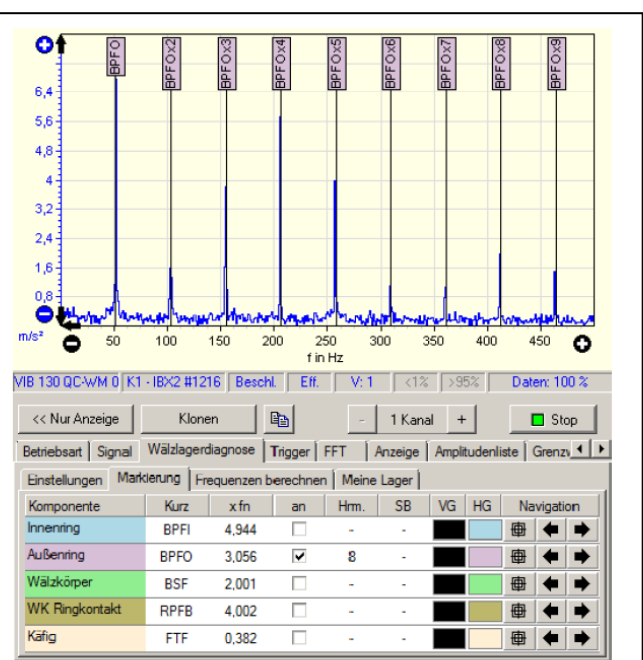 BPFO BPFOx2 BPFOx3 BPFOx4 BPFOx5 BPFOx6 BPFOx7 BPFOx8 BPFOx9
6,4
5,6
4,8
4
3,2
2,4
1,6
0,8
m/s²
50 100 150 200 250 300 350 400 450
f in Hz
VIB 130 QC-WM 0 K1 - IBX2 #1216 Beschl. Eff. V: 1 <1% >95% Daten: 100 %
<< Nur Anzeige Klonen - 1 Kanal + Stop
Betriebsart Signal Wälzlagerdiagnose Trigger FFT Anzeige Amplitudenliste Grenzw
Einstellungen Markierung Frequenzen berechnen Meine Lager
Komponente Kurz x fn an Hrm. SB VG HG Navigation
Innenring BPFI 4,944 - -
Außenring BPFO 3,056 8 -
Wälzkörper BSF 2,001 - -
WK Ringkontakt RPFB 4,002 - -
Käfig FTF 0,382 - -